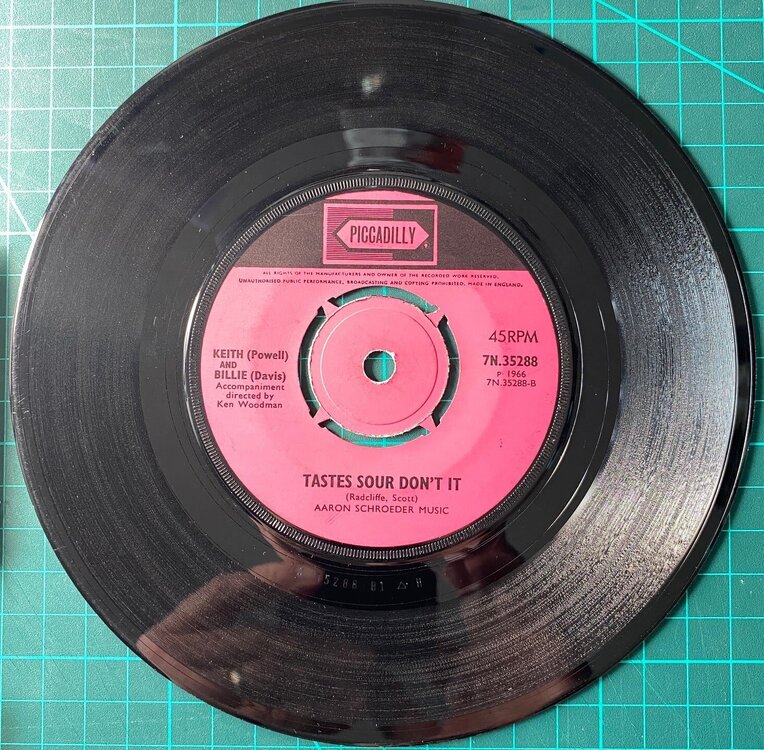 PICCADILLY
ALL RIGHTS OF THE MANUFACTURERS AND OWNER OF THE RECORDED WORK RESERVED.
UNAUTHORISED PUBLIC PERFORMANCE, BROADCASTING AND COPYING PROHIBITED. MADE IN ENGLAND.
45RPM
7N.35288
P 1966
7N.35288-B
KEITH (Powell)
AND
BILLIE (Davis)
Accompaniment
directed by
Ken Woodman
TASTES SOUR DON'T IT
(Radcliffe, Scott)
AARON SCHROEDER MUSIC
5288 B1 △ H